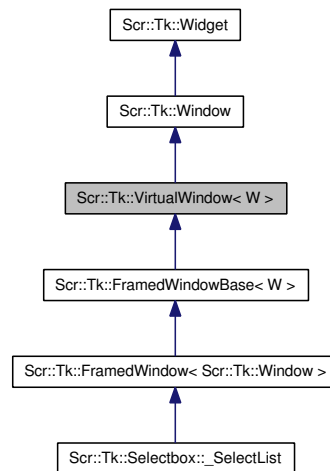 Scr::Tk::Widget
Scr::Tk::Window
Scr::Tk::VirtualWindow< W >
Scr::Tk::FramedWindowBase< W >
Scr::Tk::FramedWindow< Scr::Tk::Window >
Scr::Tk::Selectbox::_SelectList